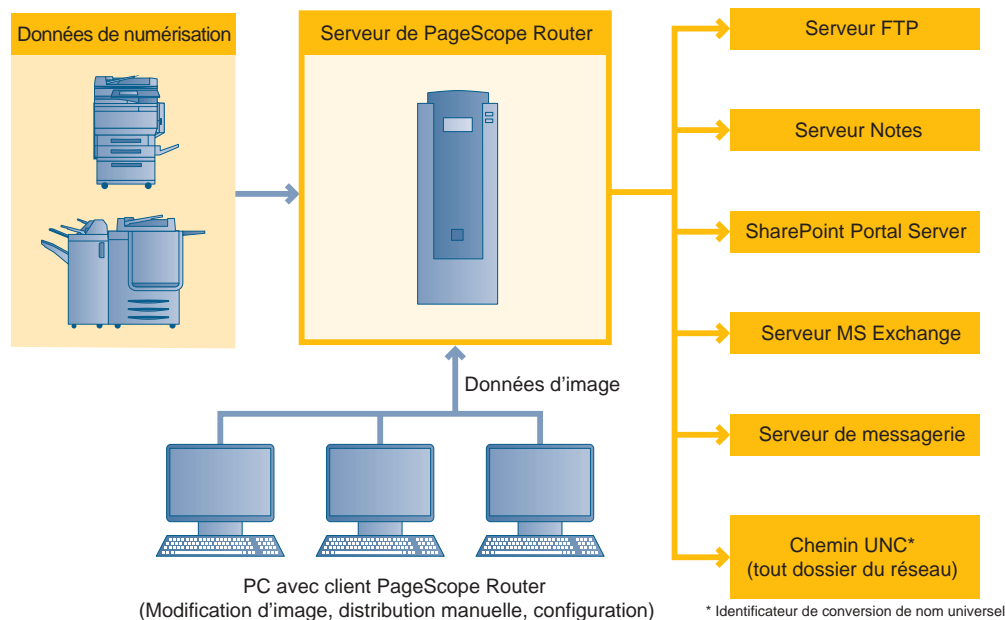 Données de numérisation
Serveur de PageScope Router
Serveur FTP
Serveur Notes
SharePoint Portal Server
Serveur MS Exchange
Données d'image
Serveur de messagerie
Chemin UNC*
(tout dossier du réseau)
PC avec client PageScope Router
(Modification d'image, distribution manuelle, configuration)
* Identificateur de conversion de nom universel